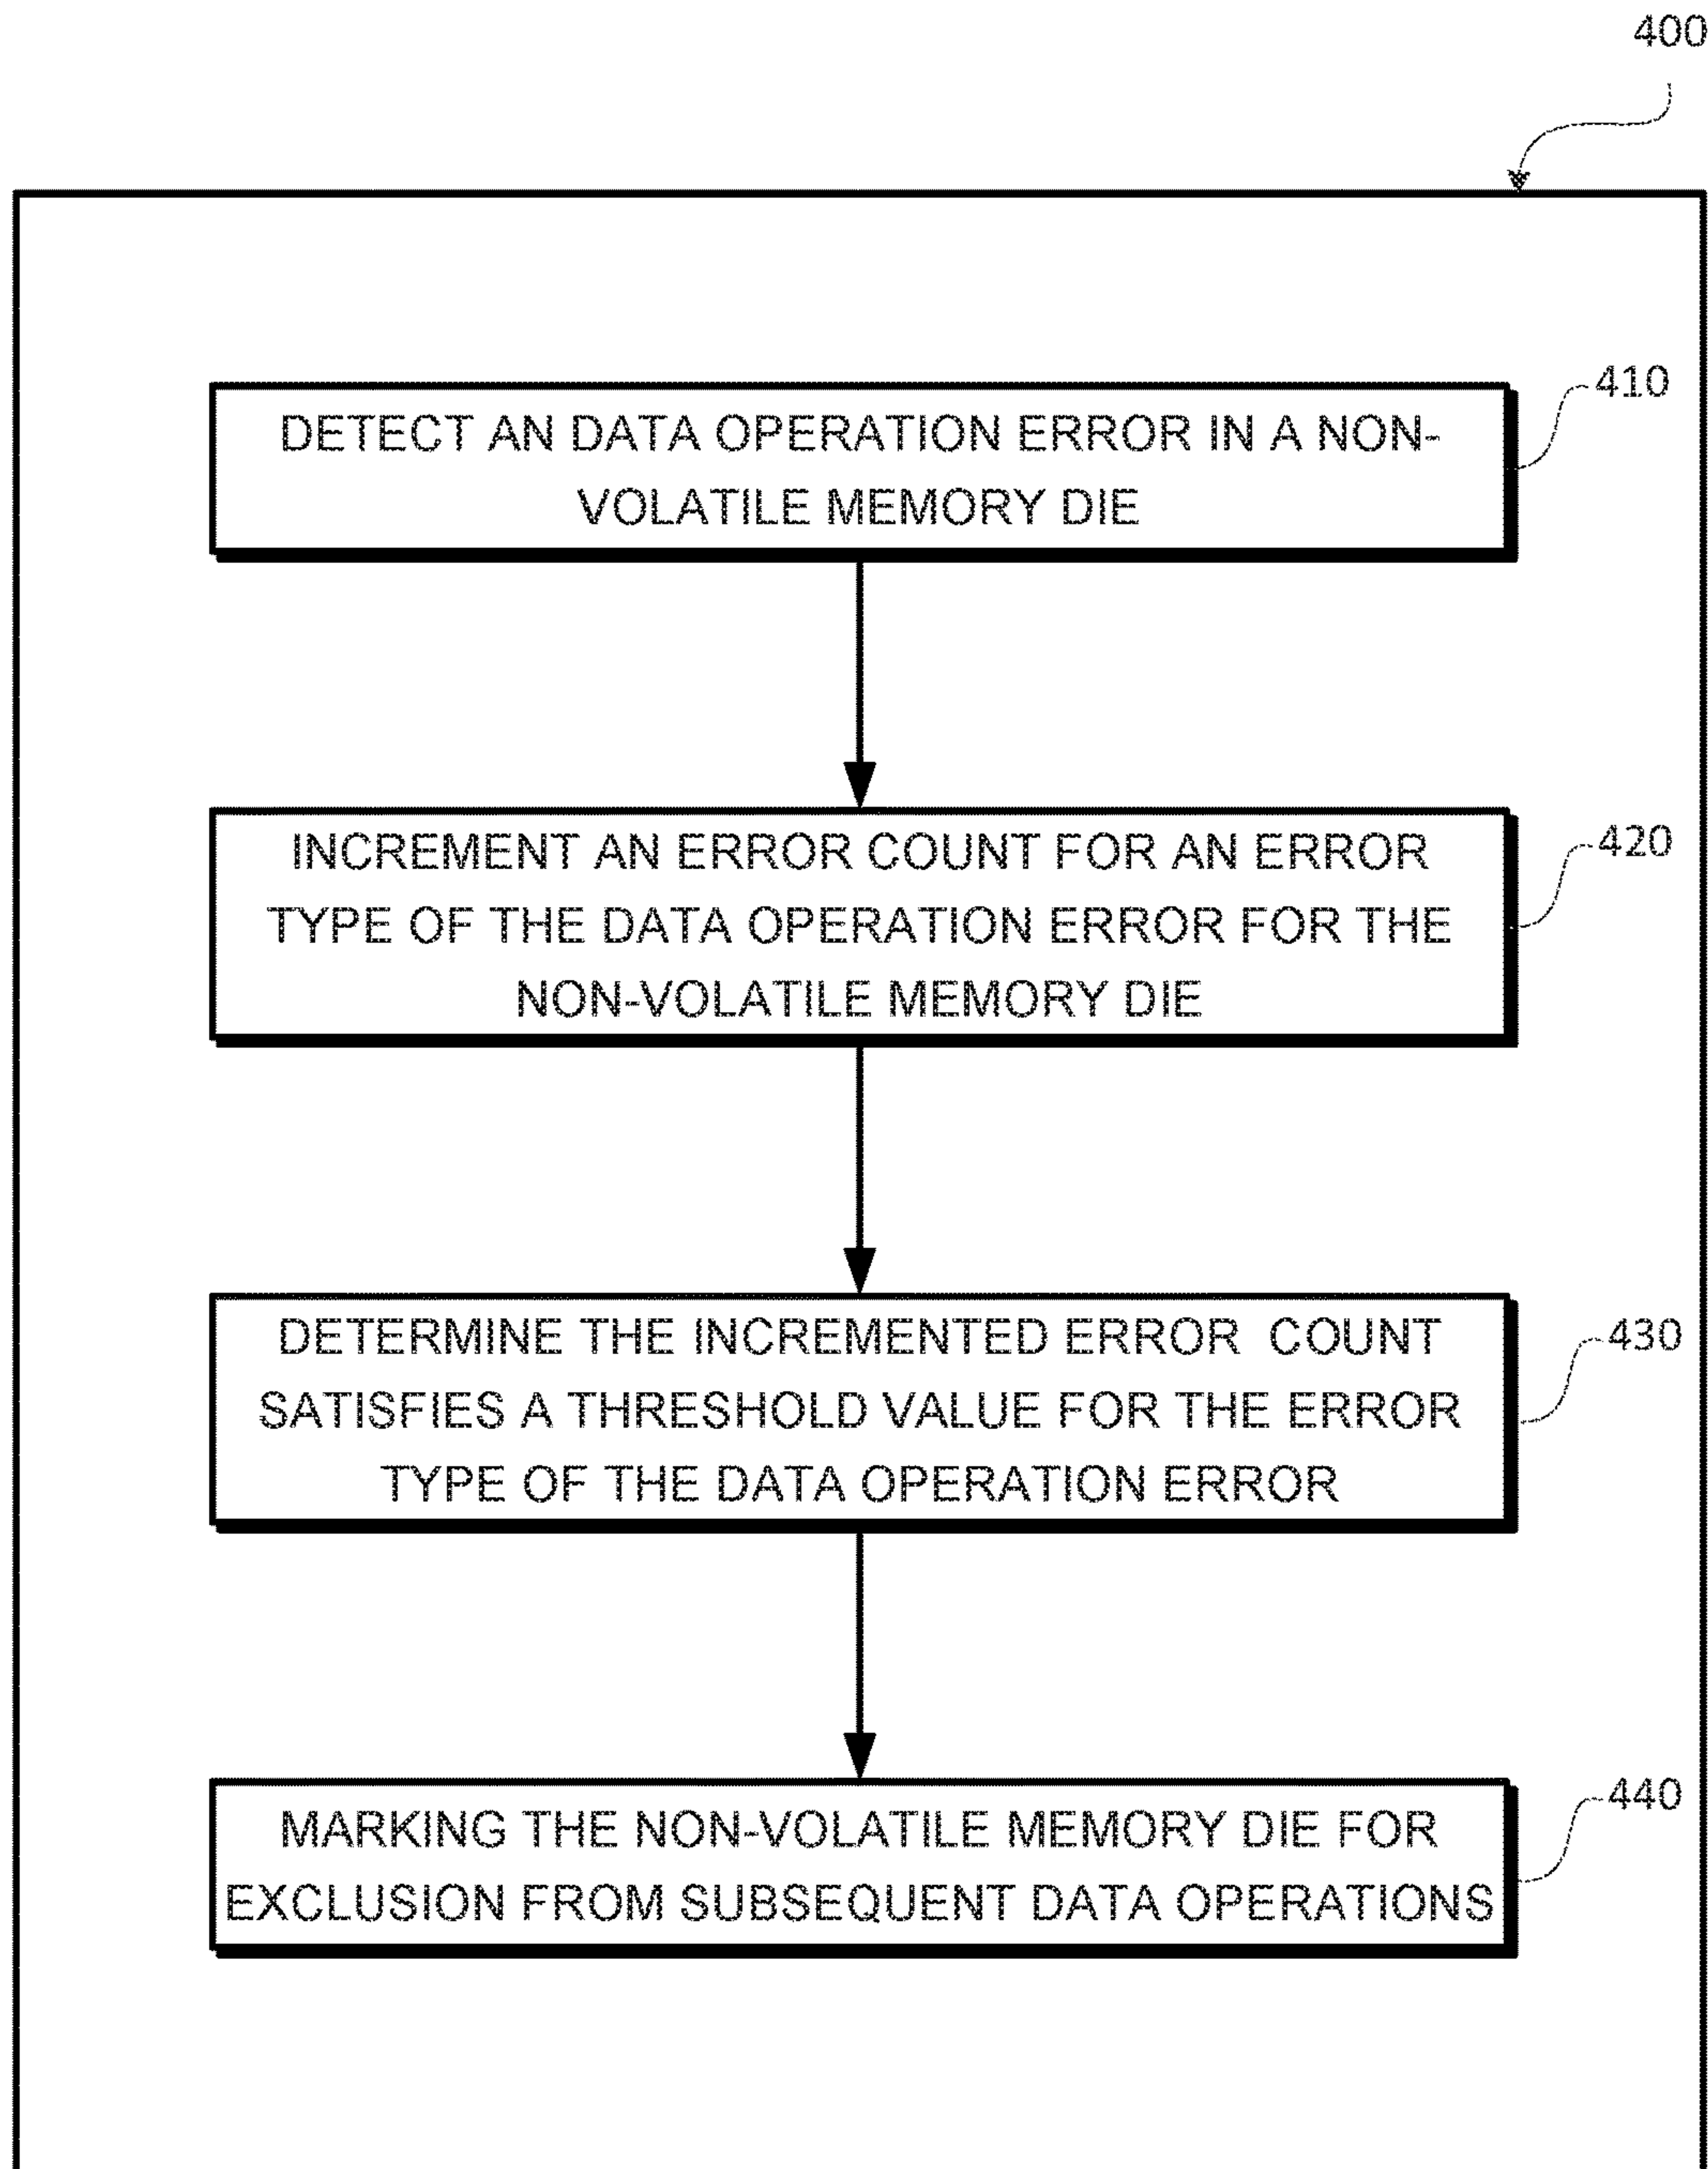 400
DETECT AN DATA OPERATION ERROR IN A NON-
VOLATILE MEMORY DIE
410
INCREMENT AN ERROR COUNT FOR AN ERROR
TYPE OF THE DATA OPERATION ERROR FOR THE
NON-VOLATILE MEMORY DIE
420
DETERMINE THE INCREMENTED ERROR COUNT
SATISFIES A THRESHOLD VALUE FOR THE ERROR
TYPE OF THE DATA OPERATION ERROR
430
MARKING THE NON-VOLATILE MEMORY DIE FOR
EXCLUSION FROM SUBSEQUENT DATA OPERATIONS
440